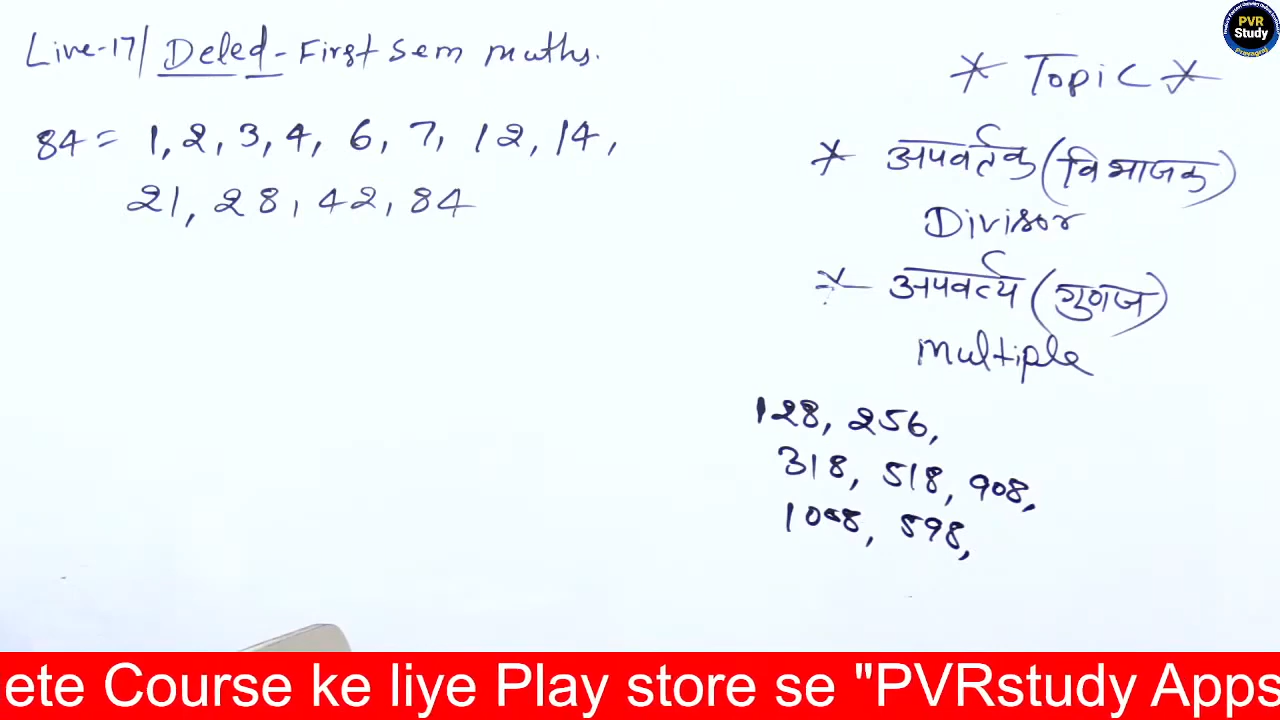 Live-17/ Deled - First Sem maths.
84 = 1, 2, 3, 4, 6, 7, 12, 14,
21, 28, 42, 84
* Topic *
* अपवर्तक (विभाजक)
Divisor
* अपवर्त्य (गुणज)
multiple
128, 256,
318, 518, 908,
1008, 598,
PVR
Study
Prayagraj
ete Course ke liye Play store se "PVRstudy Apps